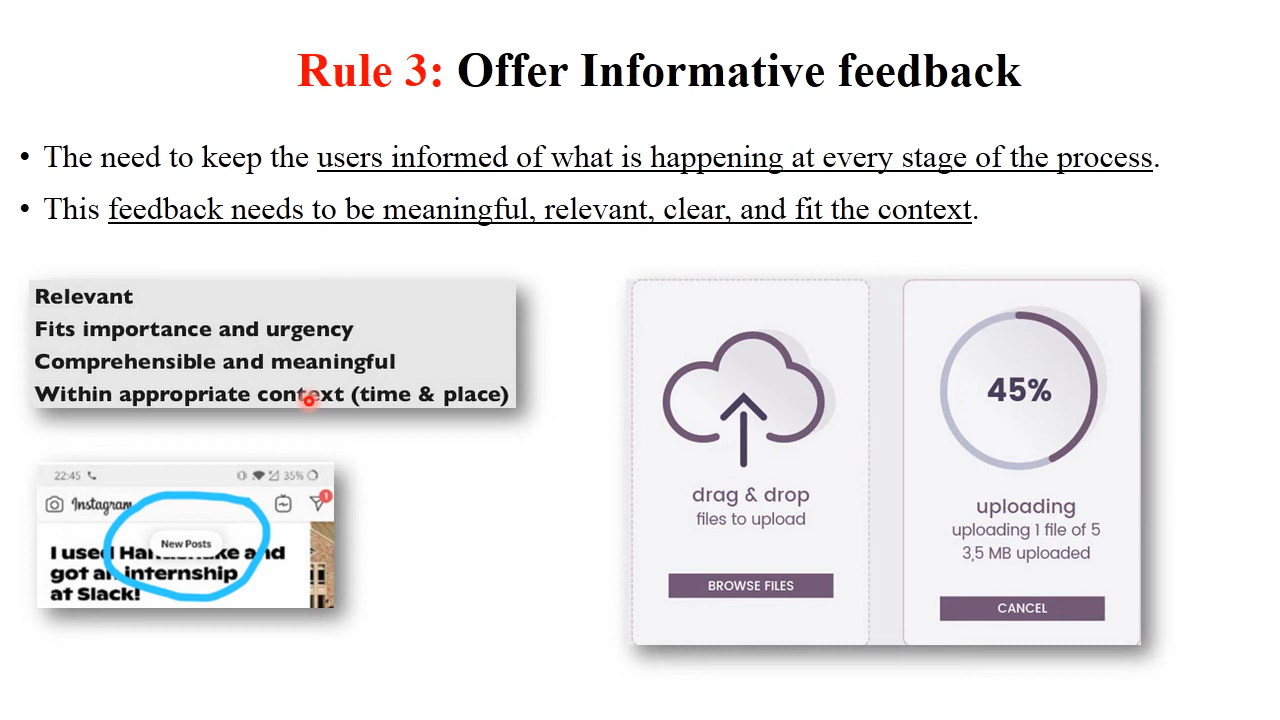 Rule 3: Offer Informative feedback
• The need to keep the users informed of what is happening at every stage of the process.
• This feedback needs to be meaningful, relevant, clear, and fit the context.
Relevant
Fits importance and urgency
Comprehensible and meaningful
Within appropriate context (time & place)
22:45 35%
Instagram 1
New Posts
I used Handshake and
got an internship
at Slack!
drag & drop
files to upload
BROWSE FILES
45%
uploading
uploading 1 file of 5
3,5 MB uploaded
CANCEL